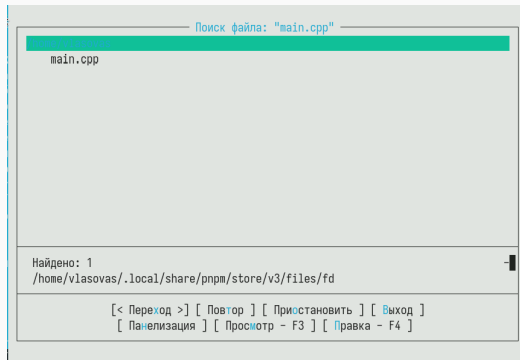 Поиск файла: "main.cpp"
main.cpp
Найдено: 1
/home/vlasovas/.local/share/pnpm/store/v3/files/fd
[< Переход >] [ Повтор ] [ Приостановить ] [ Выход ]
[ Панелизация ] [ Просмотр - F3 ] [ Правка - F4 ]